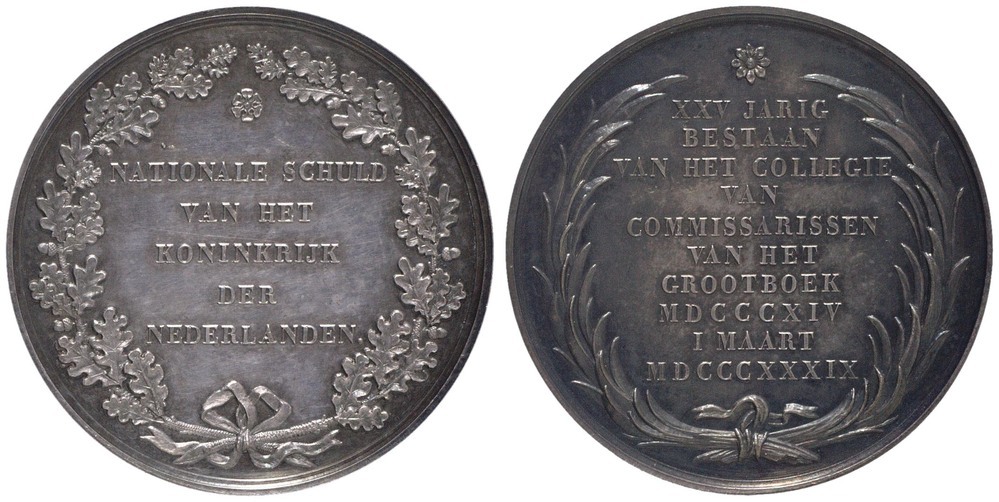 NATIONALE SCHULD
VAN HET
KONINKRIJK
DER
NEDERLANDEN.
XXV JARIG
BESTAAN
VAN HET COLLEGIE
VAN
COMMISSARISSEN
VAN HET
GROOTBOEK
MDCCCXIV
I MAART
MDCCCXXXIX